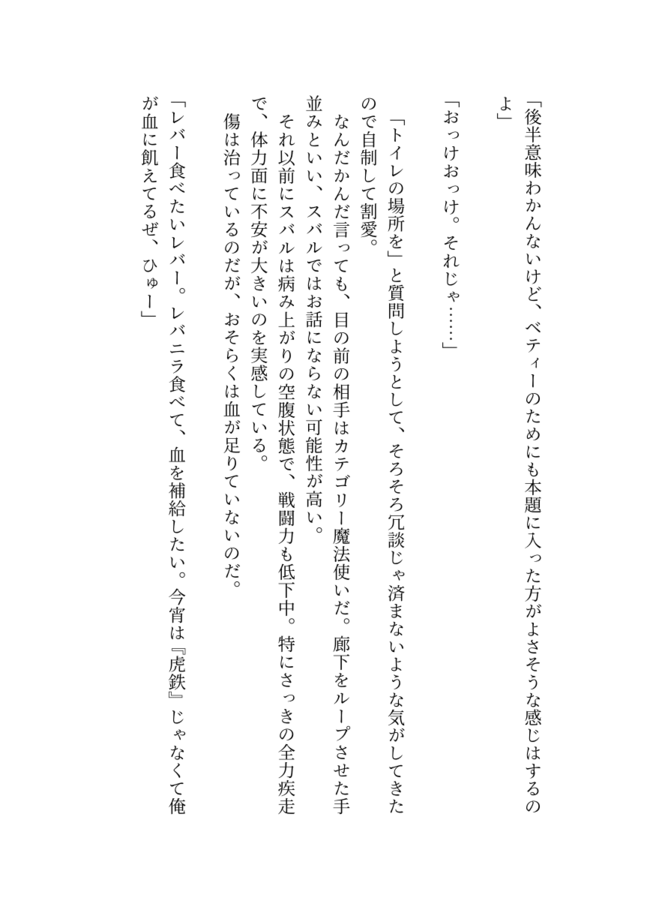 「後半意味わかんないけど、ベティーのためにも本題に入った方がよさそうな感じはするの
よ」
「おっけおっけ。それじゃ……」
「トイレの場所を」と質問しようとして、そろそろ冗談じゃ済まないような気がしてきた
ので自制して割愛。
なんだかんだ言っても、目の前の相手はカテゴリー魔法使いだ。廊下をループさせた手
並みといい、スバルではお話にならない可能性が高い。
それ以前にスバルは病み上がりの空腹状態で、戦闘力も低下中。特にさっきの全力疾走
で、体力面に不安が大きいのを実感している。
傷は治っているのだが、おそらくは血が足りていないのだ。
「レバー食べたいレバー。レバニラ食べて、血を補給したい。今宵は『虎鉄』じゃなくて俺
が血に飢えてるぜ、ひゅー」